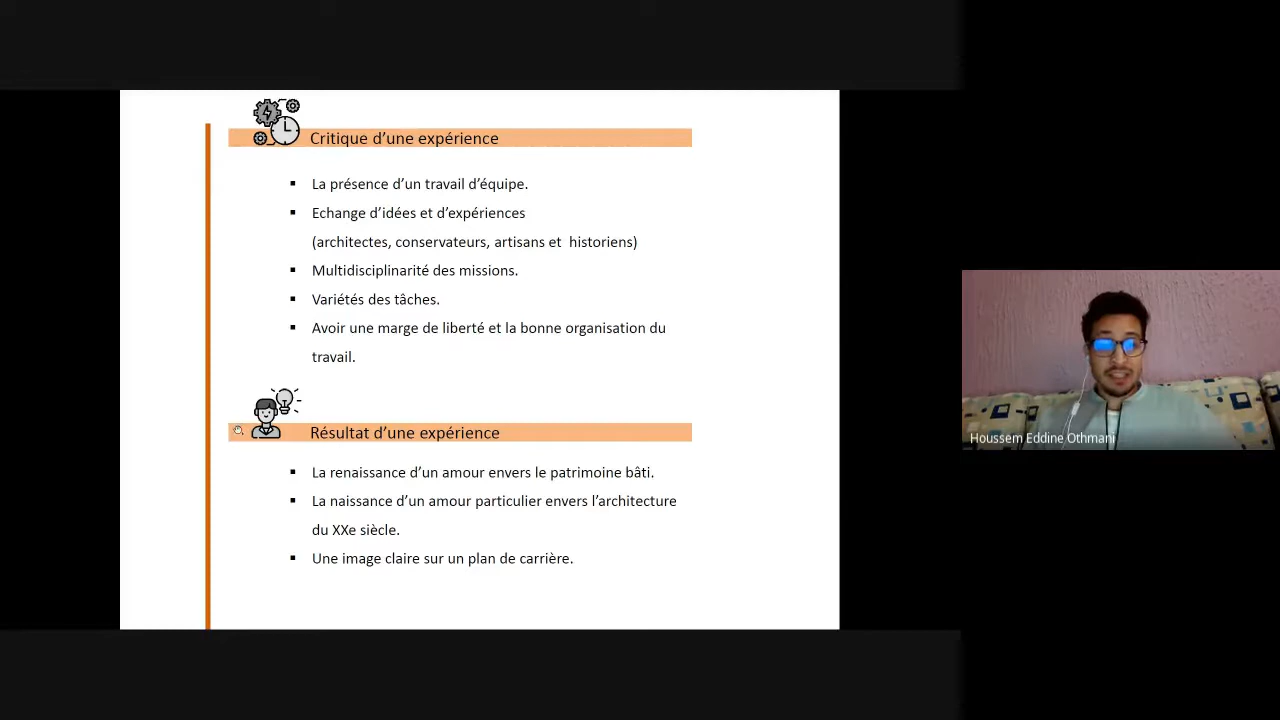 Critique d’une expérience
▪ La présence d’un travail d’équipe.
▪ Echange d’idées et d’expériences
(architectes, conservateurs, artisans et historiens)
▪ Multidisciplinarité des missions.
▪ Variétés des tâches.
▪ Avoir une marge de liberté et la bonne organisation du
travail.
Résultat d’une expérience
▪ La renaissance d’un amour envers le patrimoine bâti.
▪ La naissance d’un amour particulier envers l’architecture
du XXe siècle.
▪ Une image claire sur un plan de carrière.
Houssem Eddine Othmani